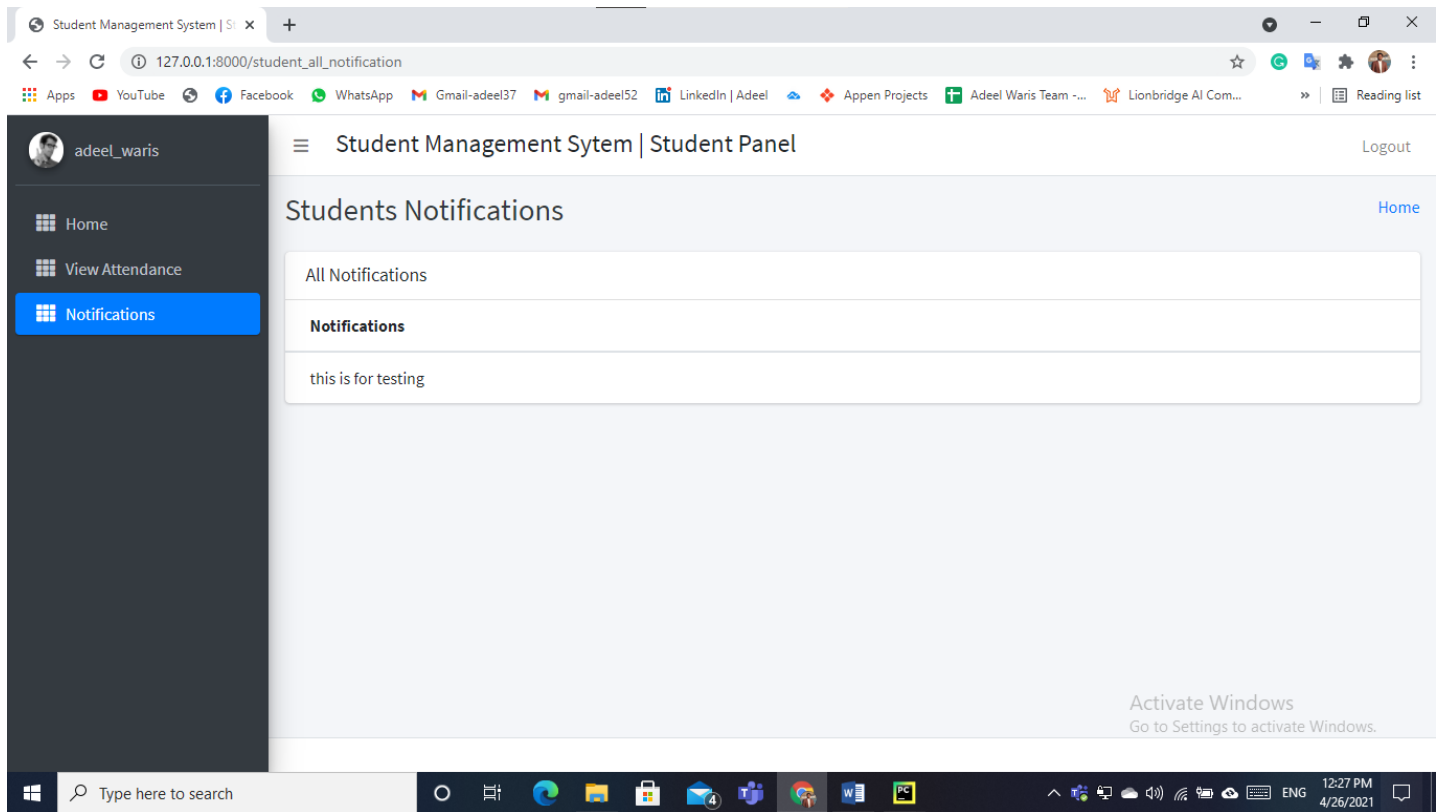 Student Management System | St
127.0.0.1:8000/student_all_notification
Apps YouTube Facebook WhatsApp Gmail-adeel37 gmail-adeel52 LinkedIn | Adeel Appen Projects Adeel Waris Team -... Lionbridge AI Com... » Reading list
adeel_waris
Student Management Sytem | Student Panel
Logout
Home
View Attendance
Notifications
Students Notifications
Home
All Notifications
Notifications
this is for testing
Activate Windows
Go to Settings to activate Windows.
Type here to search
4
ENG
12:27 PM
4/26/2021